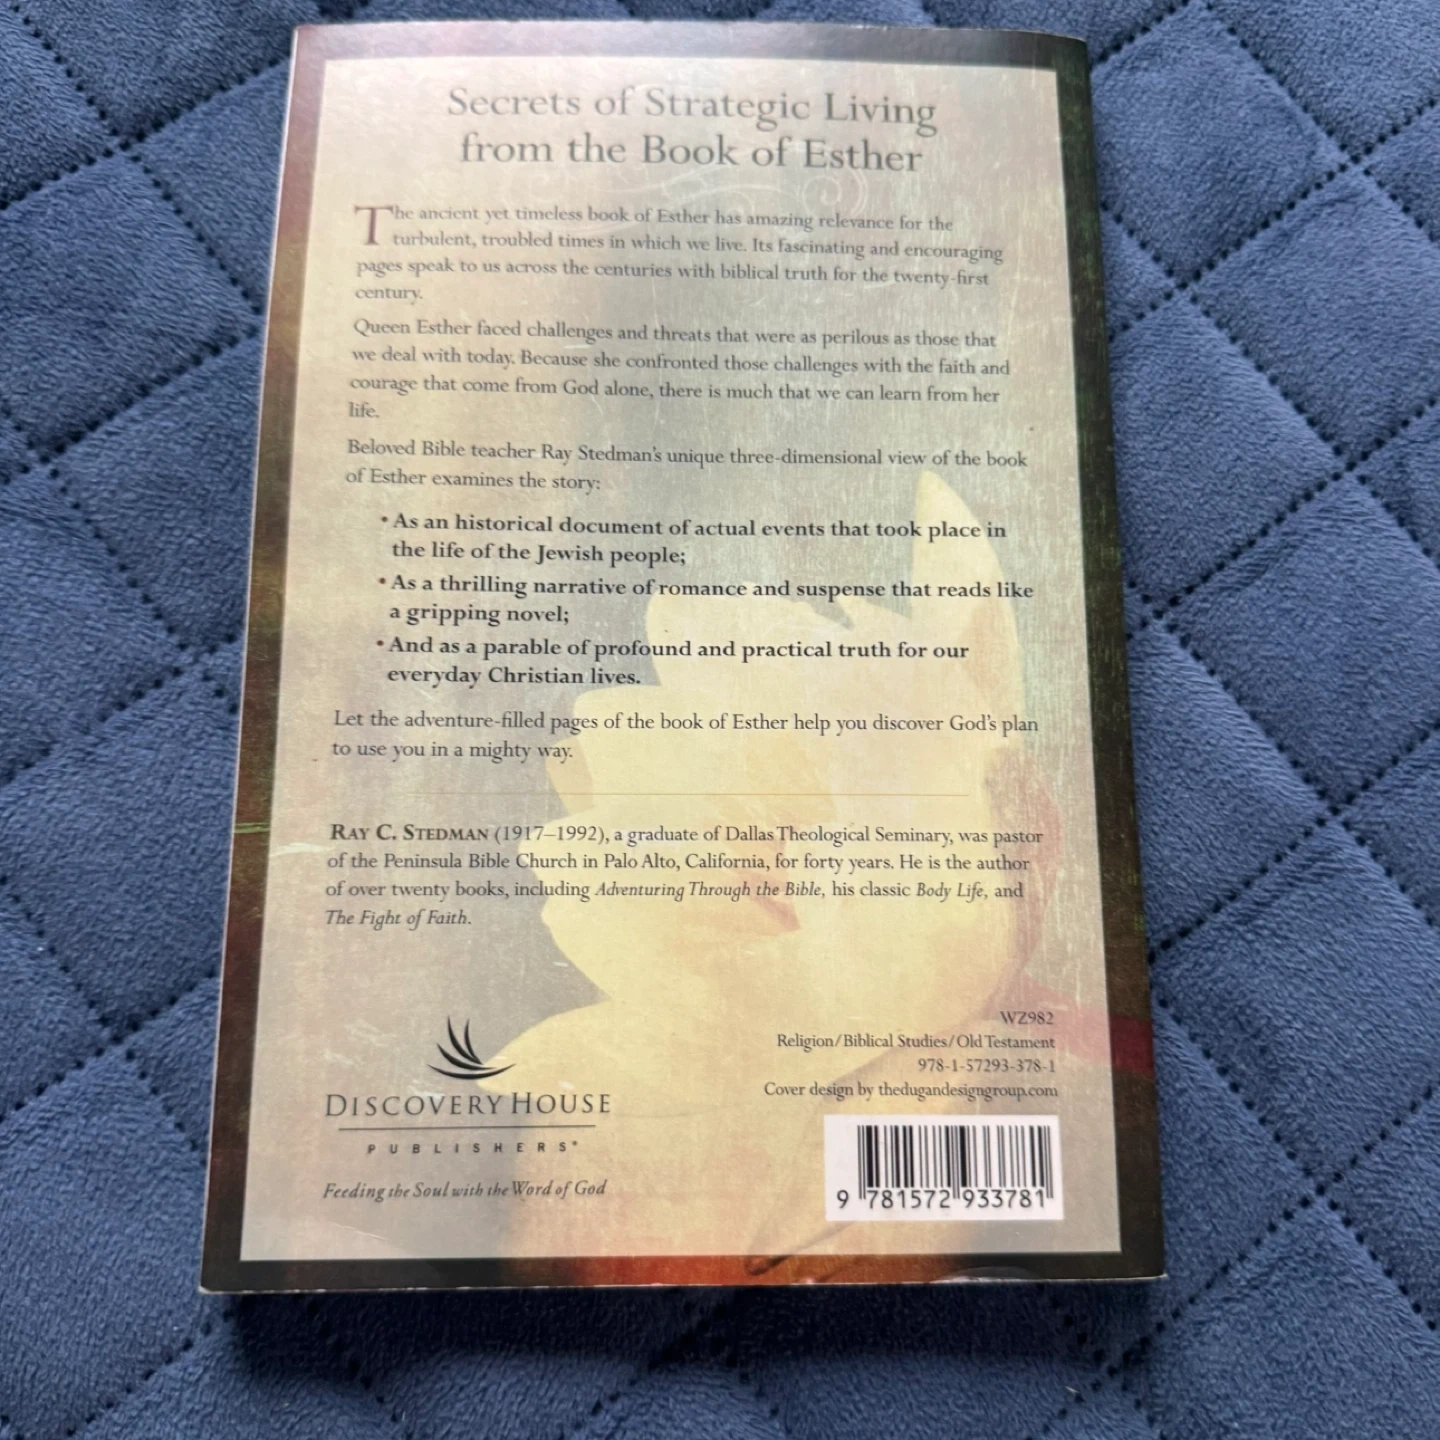 Secrets of Strategic Living
from the Book of Esther
The ancient yet timeless book of Esther has amazing relevance for the
turbulent, troubled times in which we live. Its fascinating and encouraging
pages speak to us across the centuries with biblical truth for the twenty-first
century.
Queen Esther faced challenges and threats that were as perilous as those that
we deal with today. Because she confronted those challenges with the faith and
courage that come from God alone, there is much that we can learn from her
life.
Beloved Bible teacher Ray Stedman's unique three-dimensional view of the book
of Esther examines the story:
• As an historical document of actual events that took place in
the life of the Jewish people;
• As a thrilling narrative of romance and suspense that reads like
a gripping novel;
• And as a parable of profound and practical truth for our
everyday Christian lives.
Let the adventure-filled pages of the book of Esther help you discover God's plan
to use you in a mighty way.
RAY C. STEDMAN (1917–1992), a graduate of Dallas Theological Seminary, was pastor
of the Peninsula Bible Church in Palo Alto, California, for forty years. He is the author
of over twenty books, including Adventuring Through the Bible, his classic Body Life, and
The Fight of Faith.
DISCOVERY HOUSE
PUBLISHERS®
Feeding the Soul with the Word of God
WZ982
Religion/Biblical Studies/Old Testament
978-1-57293-378-1
Cover design by thedugandesigngroup.com
9 781572 933781